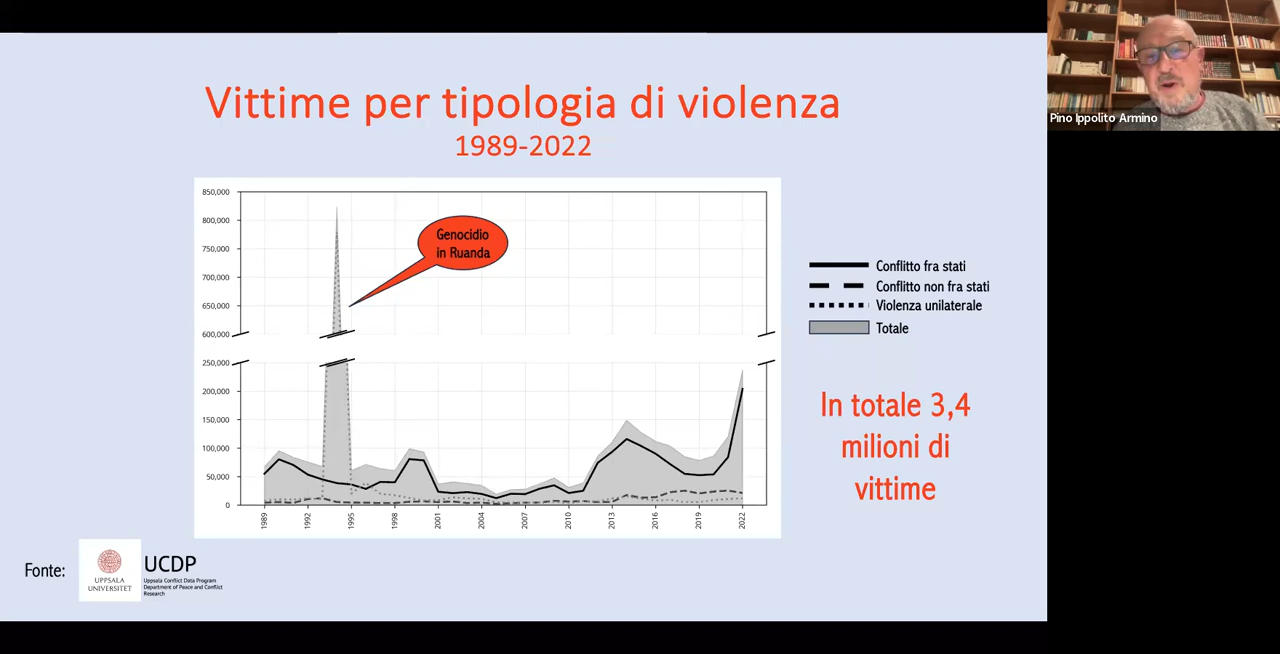 Vittime per tipologia di violenza
1989-2022
850,000
800,000
750,000
700,000
650,000
600,000
250,000
200,000
150,000
100,000
50,000
0
1989
1992
1995
1998
2001
2004
2007
2010
2013
2016
2019
2022
Genocidio
in Ruanda
Conflitto fra stati
Conflitto non fra stati
Violenza unilaterale
Totale
In totale 3,4
milioni di
vittime
Fonte:
UPPSALA
UNIVERSITET
UCDP
Uppsala Conflict Data Program
Department of Peace and Conflict
Research
Pino Ippolito Armino